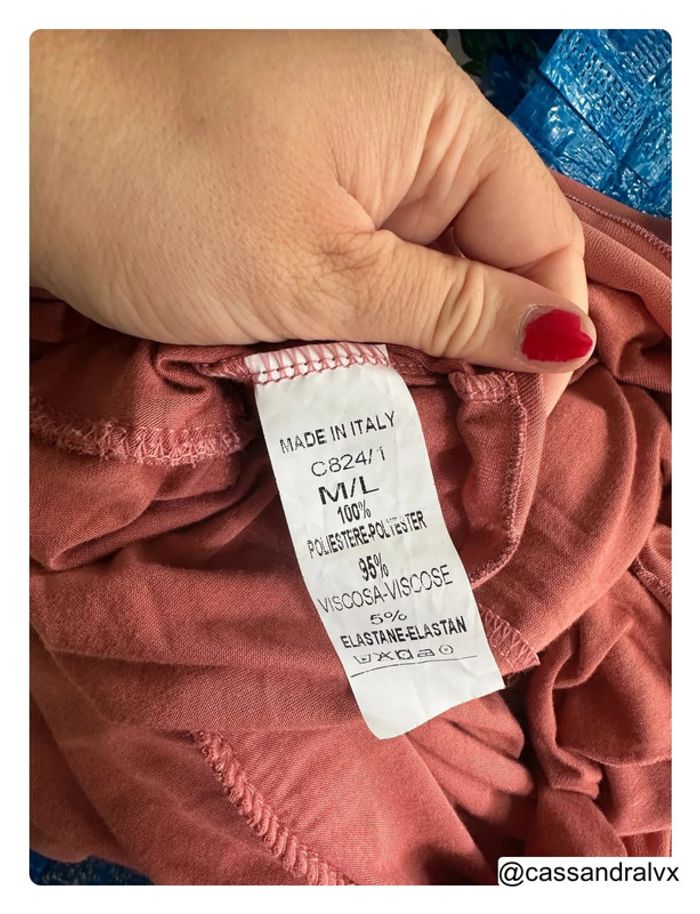 MADE IN ITALY
C824/1
M/L
100%
POLIESTERE-POLYESTER
95%
VISCOSA-VISCOSE
5%
ELASTANE-ELASTAN
@cassandralvx